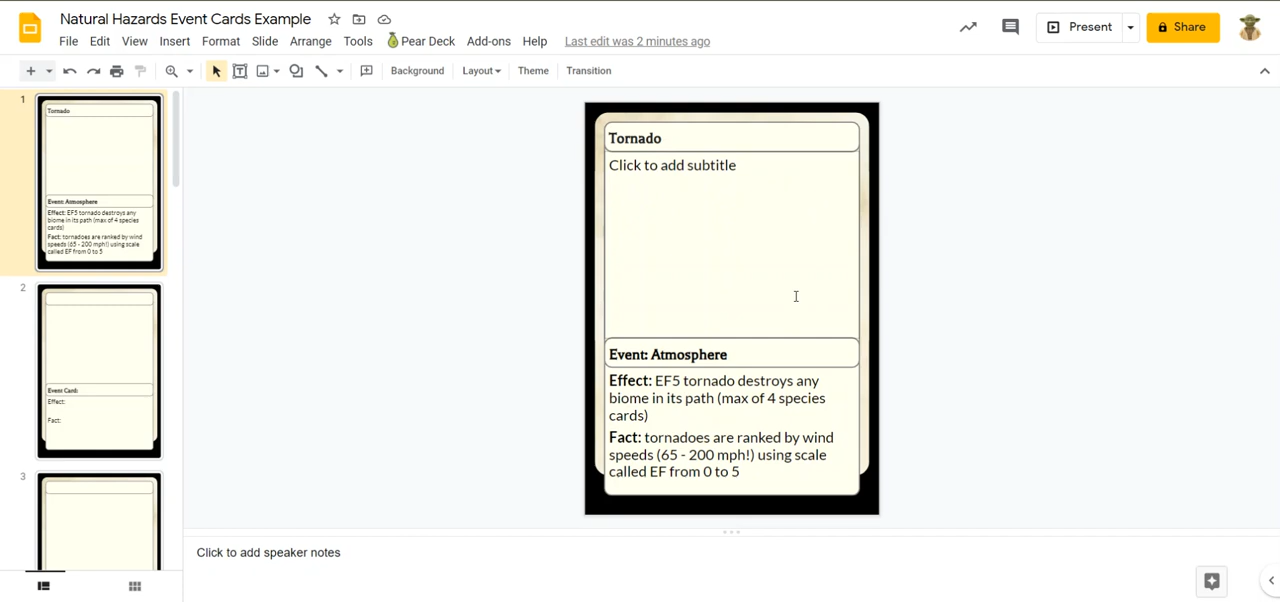 Natural Hazards Event Cards Example
File Edit View Insert Format Slide Arrange Tools Pear Deck Add-ons Help Last edit was 2 minutes ago
Present
Share
Background Layout Theme Transition
1
Tornado
Event: Atmosphere
Effect: EF5 tornado destroys any
biome in its path (max of 4 species
cards)
Fact: tornadoes are ranked by wind
speeds (65 - 200 mph!) using scale
called EF from 0 to 5
2
Event Card:
Effect:
Fact:
3
Tornado
Click to add subtitle
Event: Atmosphere
Effect: EF5 tornado destroys any
biome in its path (max of 4 species
cards)
Fact: tornadoes are ranked by wind
speeds (65 - 200 mph!) using scale
called EF from 0 to 5
Click to add speaker notes